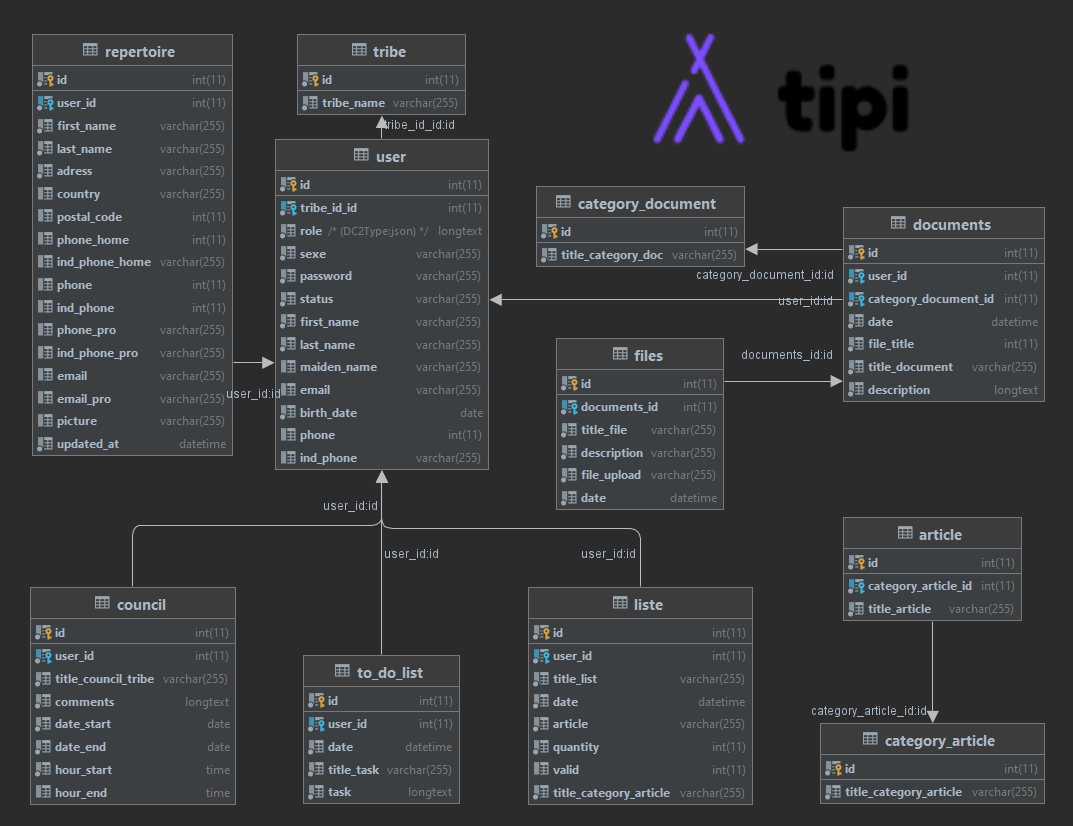 repertoire
id int(11)
user_id int(11)
first_name varchar(255)
last_name varchar(255)
adress varchar(255)
country varchar(255)
postal_code int(11)
phone_home int(11)
ind_phone_home varchar(255)
phone int(11)
ind_phone int(11)
phone_pro varchar(255)
ind_phone_pro varchar(255)
email varchar(255)
email_pro varchar(255)
picture varchar(255)
updated_at datetime
user_id:id
tribe
id int(11)
tribe_name varchar(255)
tribe_id_id:id
user
id int(11)
tribe_id_id int(11)
role /* (DC2Type:json) */ longtext
sexe varchar(255)
password varchar(255)
status varchar(255)
first_name varchar(255)
last_name varchar(255)
maiden_name varchar(255)
email varchar(255)
birth_date date
phone int(11)
ind_phone varchar(255)
tipi
category_document
id int(11)
title_category_doc varchar(255)
category_document_id:id
user_id:id
documents
id int(11)
user_id int(11)
category_document_id int(11)
date datetime
file_title int(11)
title_document varchar(255)
description longtext
documents_id:id
files
id int(11)
documents_id int(11)
title_file varchar(255)
description varchar(255)
file_upload varchar(255)
date datetime
user_id:id
user_id:id
user_id:id
council
id int(11)
user_id int(11)
title_council_tribe varchar(255)
comments longtext
date_start date
date_end date
hour_start time
hour_end time
to_do_list
id int(11)
user_id int(11)
date datetime
title_task varchar(255)
task longtext
liste
id int(11)
user_id int(11)
title_list varchar(255)
date datetime
article varchar(255)
quantity int(11)
valid int(11)
title_category_article varchar(255)
article
id int(11)
category_article_id int(11)
title_article varchar(255)
category_article_id:id
category_article
id int(11)
title_category_article varchar(255)